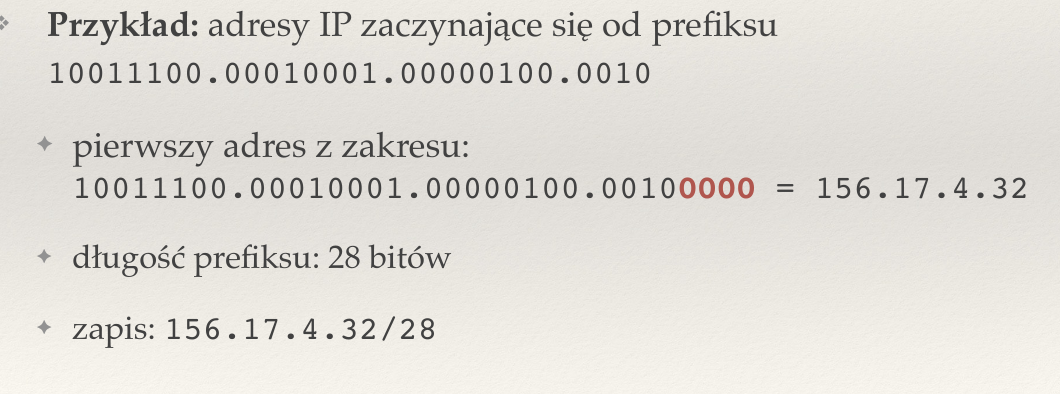 Przykład: adresy IP zaczynające się od prefiksu
10011100.00010001.00000100.0010
pierwszy adres z zakresu:
10011100.00010001.00000100.00100000 = 156.17.4.32
długość prefiksu: 28 bitów
zapis: 156.17.4.32/28